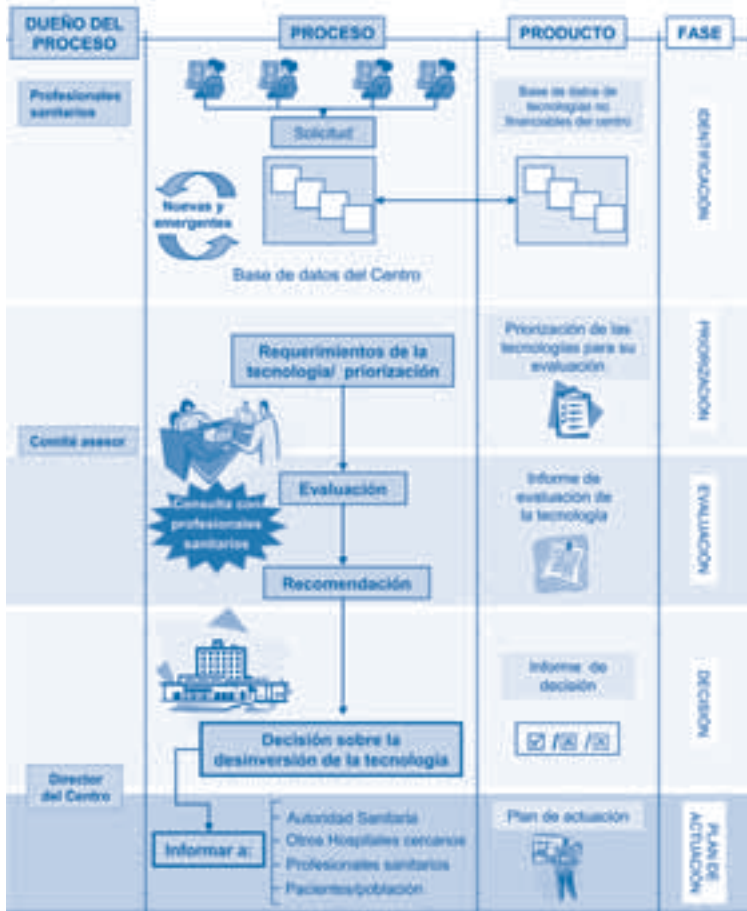 DUEÑO DEL
PROCESO
PROCESO
PRODUCTO
FASE
Profesionales
sanitarios
Solicitud
Nuevas y
emergentes
Base de datos del Centro
Base de datos de
tecnologías no
financiables del centro
IDENTIFICACIÓN
Requerimientos de la
tecnología/ priorización
Priorización de las
tecnologías para su
evaluación
PRIORIZACIÓN
Comité asesor
Consulta con
profesionales
sanitarios
Evaluación
Recomendación
Informe de
evaluación de
la tecnología
EVALUACIÓN
Decisión sobre la
desinversión de la tecnología
Informe de
decisión
DECISIÓN
Director
del Centro
Informar a:
- Autoridad Sanitaria
- Otros Hospitales cercanos
- Profesionales sanitarios
- Pacientes/población
Plan de actuación
PLAN DE
ACTUACIÓN